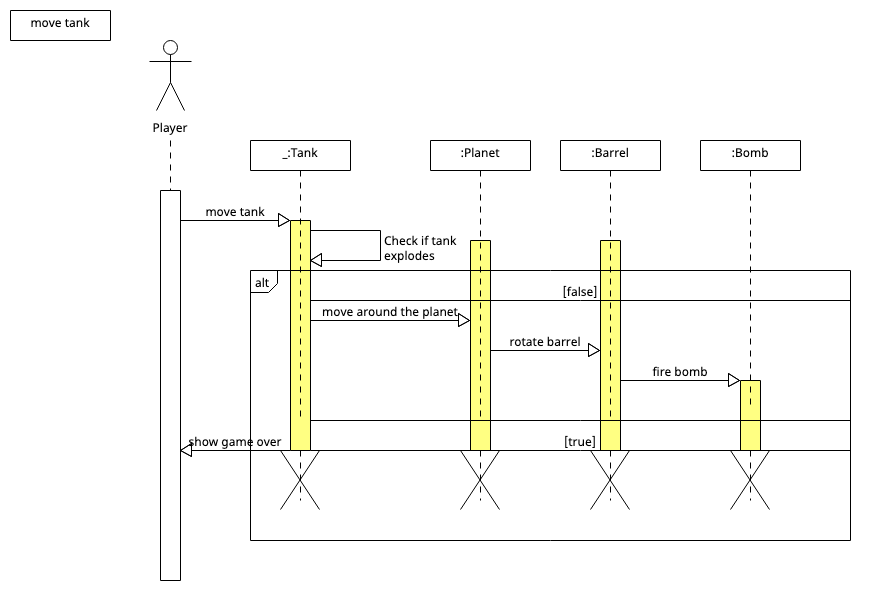 move tank
Player
_:Tank
:Planet
:Barrel
:Bomb
move tank
Check if tank
explodes
alt
[false]
move around the planet
rotate barrel
fire bomb
show game over
[true]